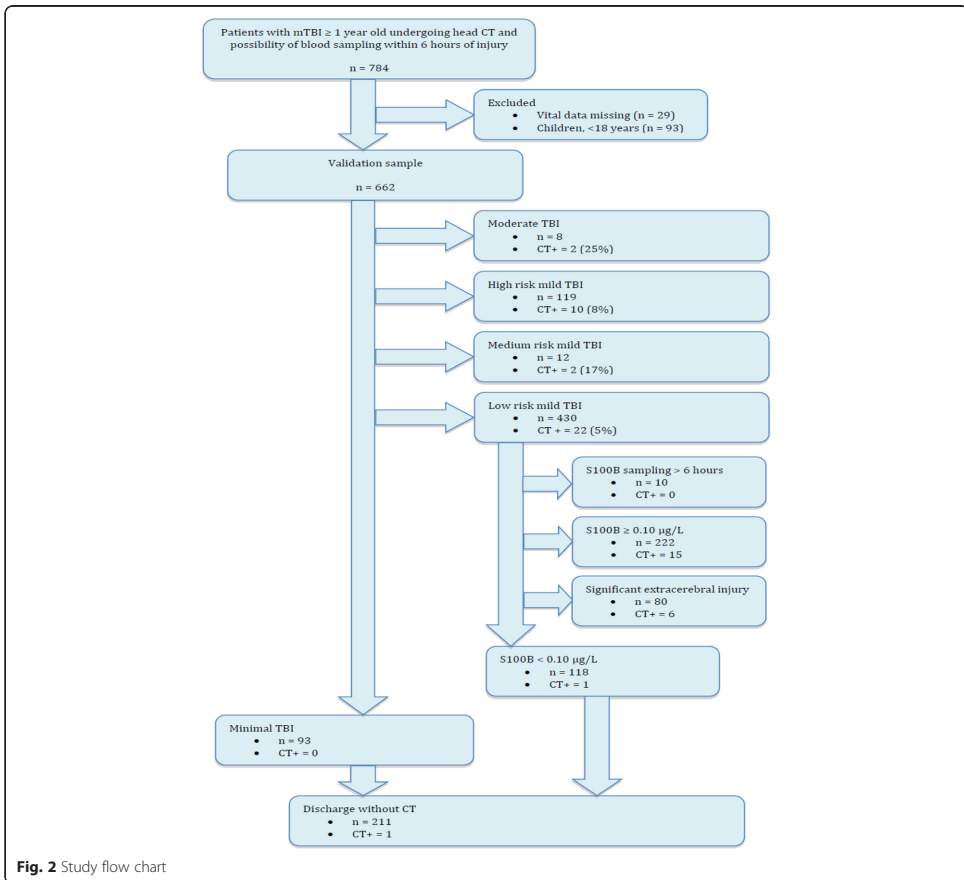 Patients with mTBI ≥ 1 year old undergoing head CT and
possibility of blood sampling within 6 hours of injury
n = 784
Excluded
• Vital data missing (n = 29)
• Children, <18 years (n = 93)
Validation sample
n = 662
Moderate TBI
• n = 8
• CT+ = 2 (25%)
High risk mild TBI
• n = 119
• CT+ = 10 (8%)
Medium risk mild TBI
• n = 12
• CT+ = 2 (17%)
Low risk mild TBI
• n = 430
• CT + = 22 (5%)
S100B sampling > 6 hours
• n = 10
• CT+ = 0
S100B ≥ 0.10 µg/L
• n = 222
• CT+ = 15
Significant extracerebral injury
• n = 80
• CT+ = 6
S100B < 0.10 µg/L
• n = 118
• CT+ = 1
Minimal TBI
• n = 93
• CT+ = 0
Discharge without CT
• n = 211
• CT+ = 1
Fig. 2 Study flow chart